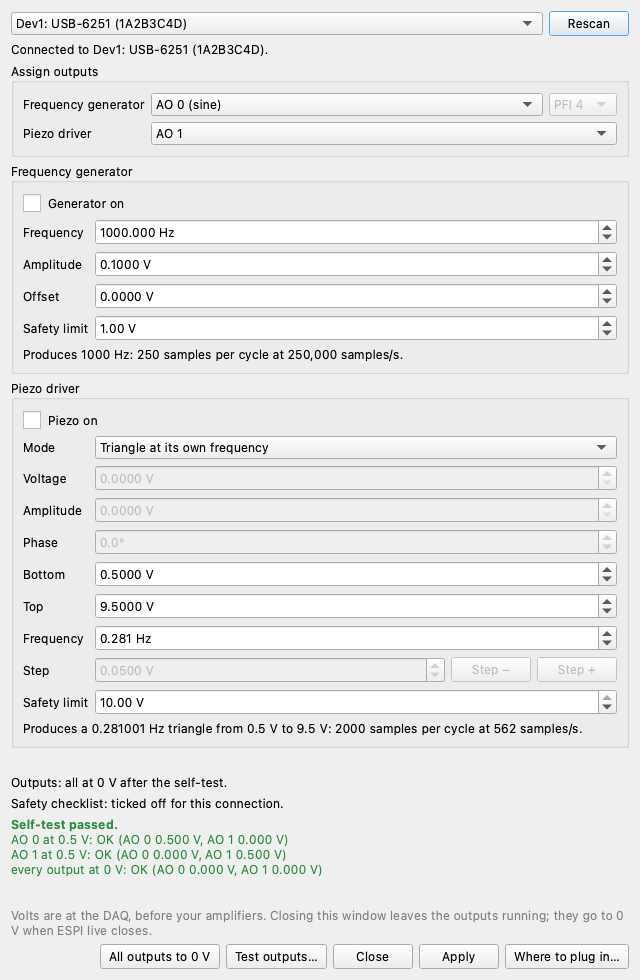 Dev1: USB-6251 (1A2B3C4D)
Rescan
Connected to Dev1: USB-6251 (1A2B3C4D).
Assign outputs
Frequency generator AO 0 (sine) PFI 4
Piezo driver AO 1
Frequency generator
Generator on
Frequency 1000.000 Hz
Amplitude 0.1000 V
Offset 0.0000 V
Safety limit 1.00 V
Produces 1000 Hz: 250 samples per cycle at 250,000 samples/s.
Piezo driver
Piezo on
Mode Triangle at its own frequency
Voltage 0.0000 V
Amplitude 0.0000 V
Phase 0.0°
Bottom 0.5000 V
Top 9.5000 V
Frequency 0.281 Hz
Step 0.0500 V Step − Step +
Safety limit 10.00 V
Produces a 0.281001 Hz triangle from 0.5 V to 9.5 V: 2000 samples per cycle at 562 samples/s.
Outputs: all at 0 V after the self-test.
Safety checklist: ticked off for this connection.
Self-test passed.
AO 0 at 0.5 V: OK (AO 0 0.500 V, AO 1 0.000 V)
AO 1 at 0.5 V: OK (AO 0 0.000 V, AO 1 0.500 V)
every output at 0 V: OK (AO 0 0.000 V, AO 1 0.000 V)
Volts are at the DAQ, before your amplifiers. Closing this window leaves the outputs running; they go to 0
V when ESPI live closes.
All outputs to 0 V Test outputs... Close Apply Where to plug in...